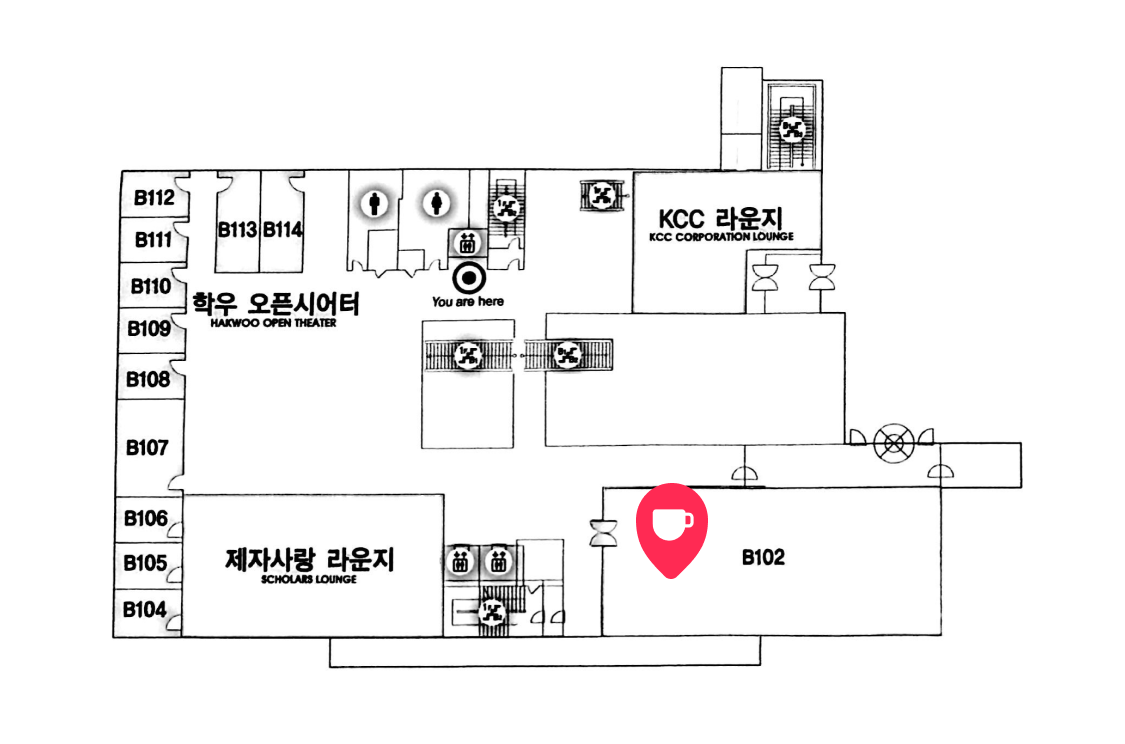 B112
B113
B114
KCC 라운지
KCC CORPORATION LOUNGE
B111
B110
학우 오픈시어터
HAKWOO OPEN THEATER
You are here
B109
B108
B107
B106
제자사랑 라운지
SCHOLARS LOUNGE
B105
B104
B102